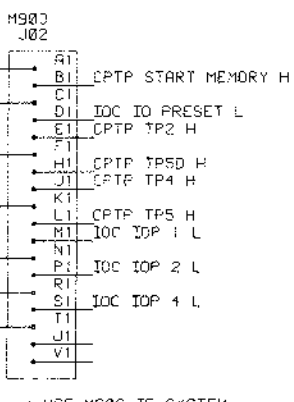 J02
A1
B1 CPTP START MEMORY H
C1
D1 IOC IO PRESET L
E1 CPTP TP2 H
F1
H1 CPTP TP5D H
J1 CPTP TP4 H
K1
L1 CPTP TP5 H
M1 IOC IOP 1 L
N1
P1 IOC IOP 2 L
R1
S1 IOC IOP 4 L
T1
V1